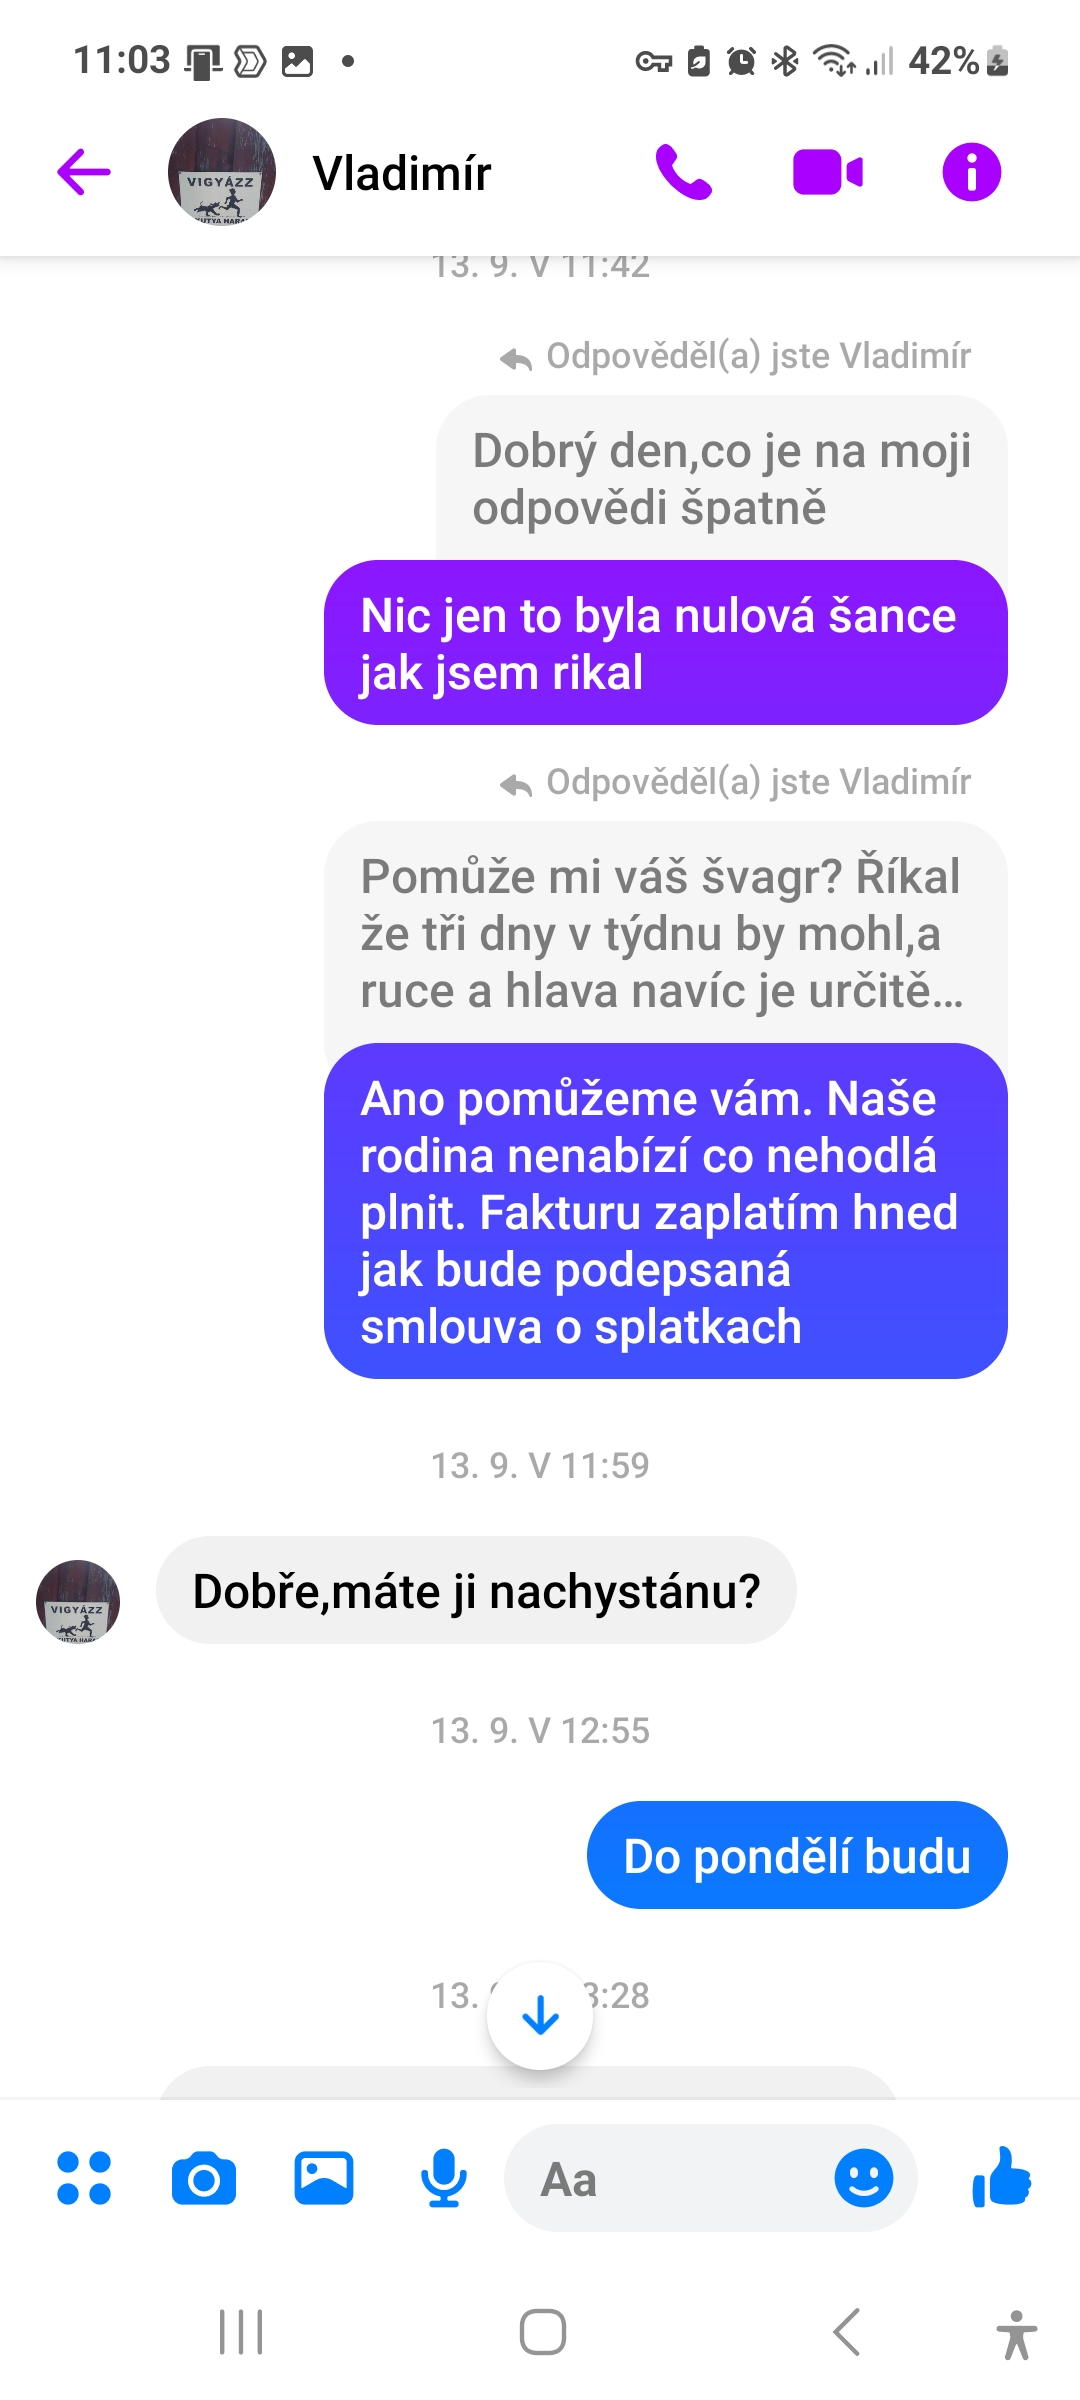 11:03
42%
VIGYÁZZ
KUTYA HARAP
Vladimír
13. 9. V 11:42
Odpověděl(a) jste Vladimír
Dobrý den,co je na moji
odpovědi špatně
Nic jen to byla nulová šance
jak jsem rikal
Odpověděl(a) jste Vladimír
Pomůže mi váš švagr? Říkal
že tři dny v týdnu by mohl,a
ruce a hlava navíc je určitě...
Ano pomůžeme vám. Naše
rodina nenabízí co nehodlá
plnit. Fakturu zaplatím hned
jak bude podepsaná
smlouva o splatkach
13. 9. V 11:59
VIGYÁZZ
Dobře,máte ji nachystánu?
13. 9. V 12:55
Do pondělí budu
13. 3:28
Aa